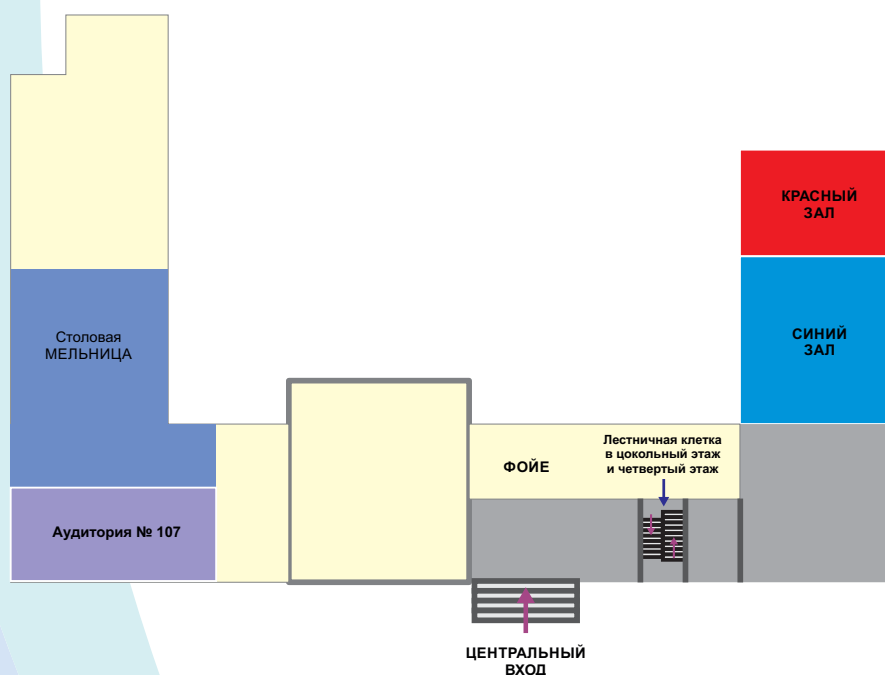 КРАСНЫЙ
ЗАЛ
Столовая
МЕЛЬНИЦА
СИНИЙ
ЗАЛ
ФОЙЕ
Лестничная клетка
в цокольный этаж
и четвертый этаж
Аудитория № 107
ЦЕНТРАЛЬНЫЙ
ВХОД